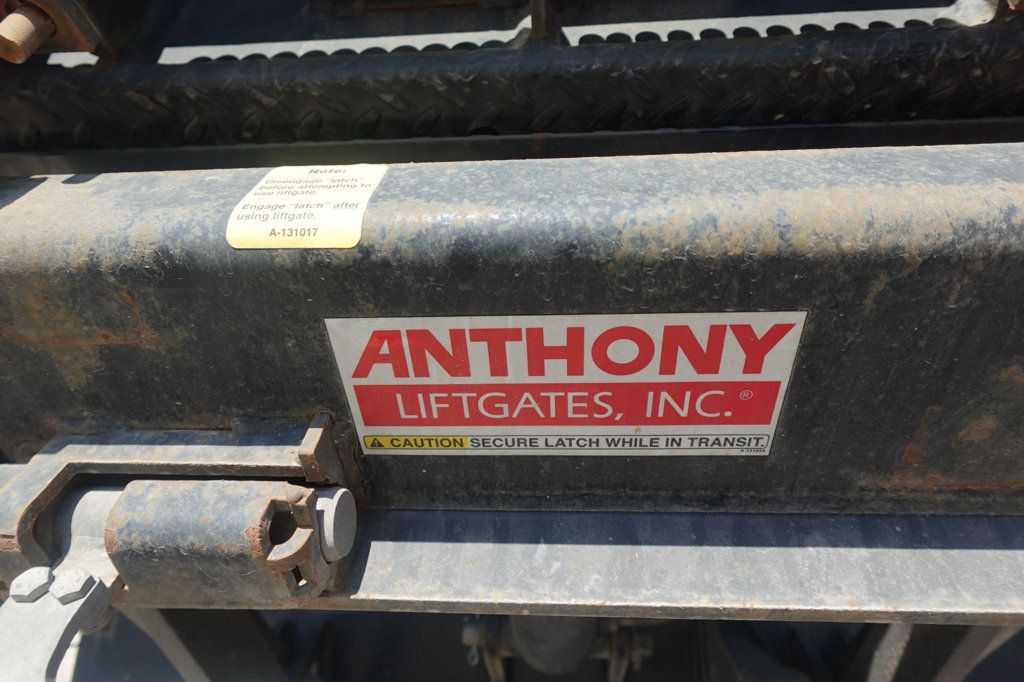 Note:
Disengage "latch"
before attempting to
use liftgate.
Engage "latch" after
using liftgate.
A-131017
ANTHONY
LIFTGATES, INC.®
CAUTION SECURE LATCH WHILE IN TRANSIT.